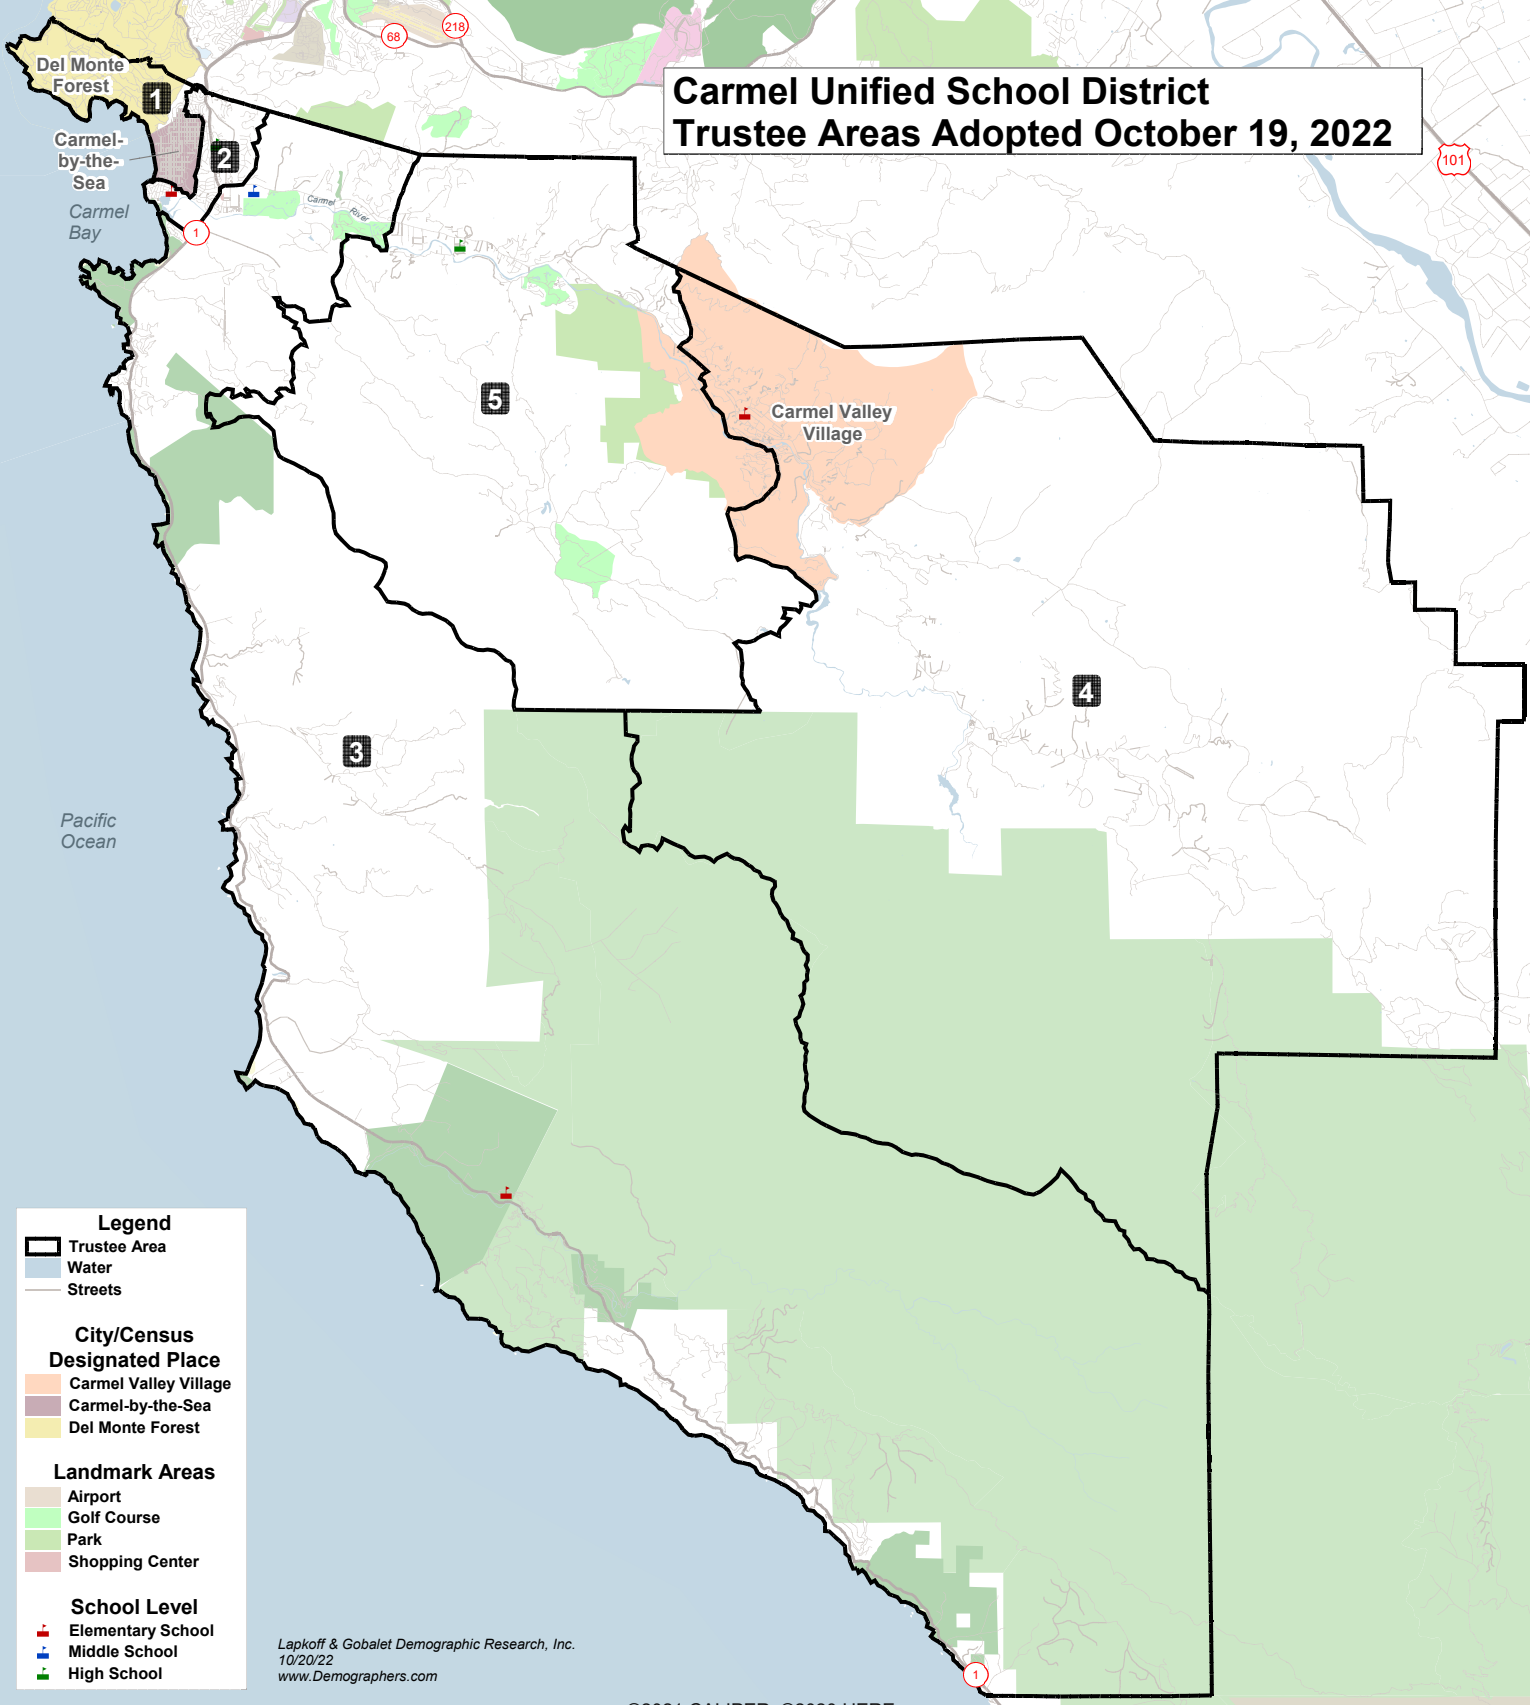 Carmel Unified School District
Trustee Areas Adopted October 19, 2022
68
218
101
Del Monte
Forest
1
Carmel-
by-the-
Sea
2
Carmel
Bay
1
Carmel
River
5
Carmel Valley
Village
4
3
Pacific
Ocean
1
Legend
Trustee Area
Water
Streets
City/Census
Designated Place
Carmel Valley Village
Carmel-by-the-Sea
Del Monte Forest
Landmark Areas
Airport
Golf Course
Park
Shopping Center
School Level
Elementary School
Middle School
High School
Lapkoff & Gobalet Demographic Research, Inc.
10/20/22
www.Demographers.com